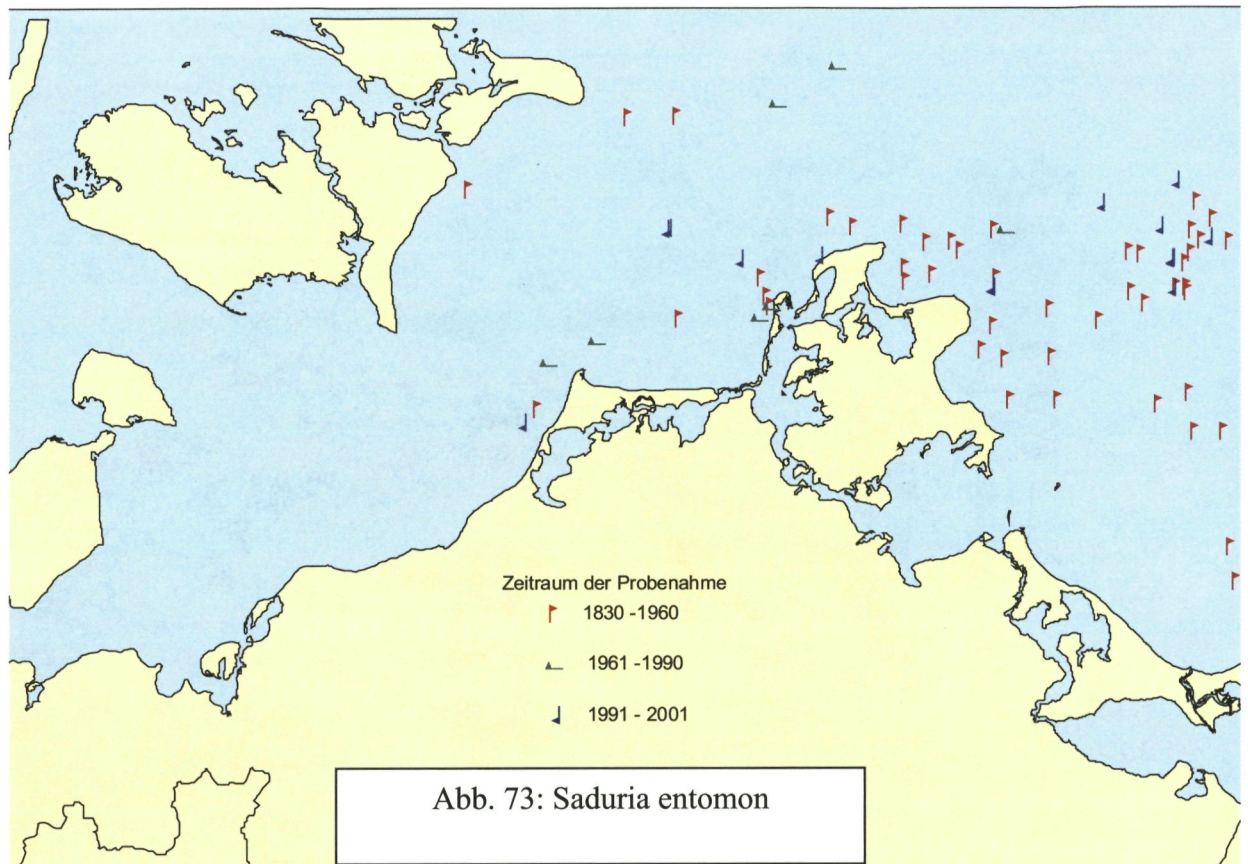 Zeitraum der Probenahme
1830 -1960
1961 -1990
1991 - 2001
Abb. 73: Saduria entomon